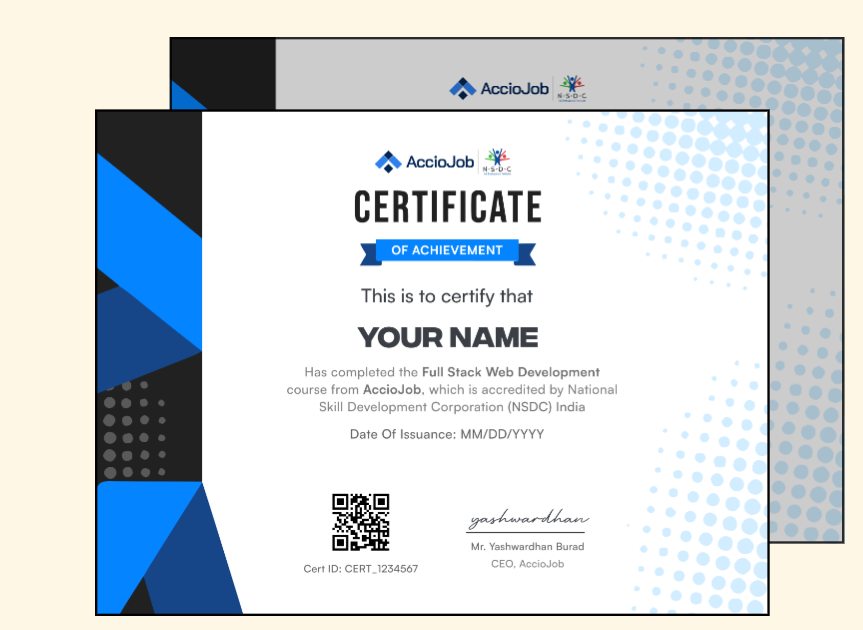 AccioJob
N·S·D·C
AccioJob
N·S·D·C
CERTIFICATE
OF ACHIEVEMENT
This is to certify that
YOUR NAME
Has completed the Full Stack Web Development
course from AccioJob, which is accredited by National
Skill Development Corporation (NSDC) India
Date Of Issuance: MM/DD/YYYY
yashwardhan
Mr. Yashwardhan Burad
Cert ID: CERT_1234567
CEO, AccioJob